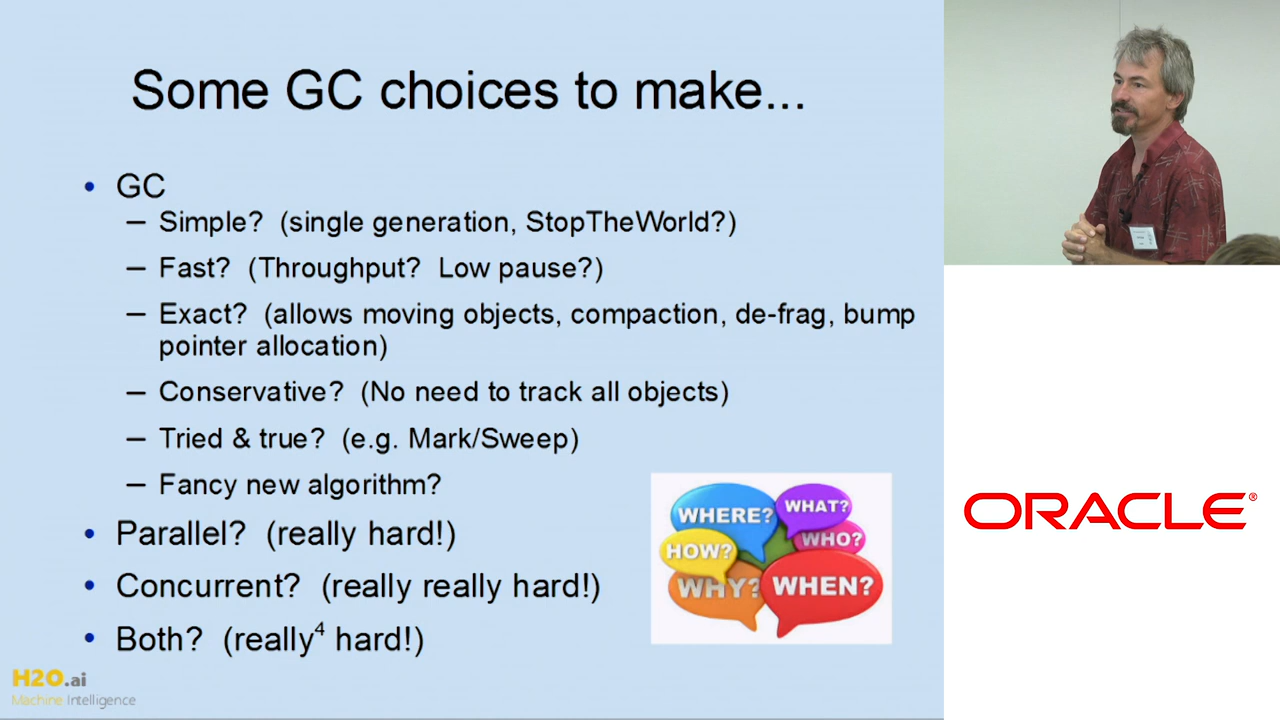 Some GC choices to make...
• GC
– Simple? (single generation, StopTheWorld?)
– Fast? (Throughput? Low pause?)
– Exact? (allows moving objects, compaction, de-frag, bump
pointer allocation)
– Conservative? (No need to track all objects)
– Tried & true? (e.g. Mark/Sweep)
– Fancy new algorithm?
• Parallel? (really hard!)
• Concurrent? (really really hard!)
• Both? (really⁴ hard!)
WHERE?
WHAT?
HOW?
WHO?
WHY?
WHEN?
H2O.ai
Machine Intelligence
ORACLE®